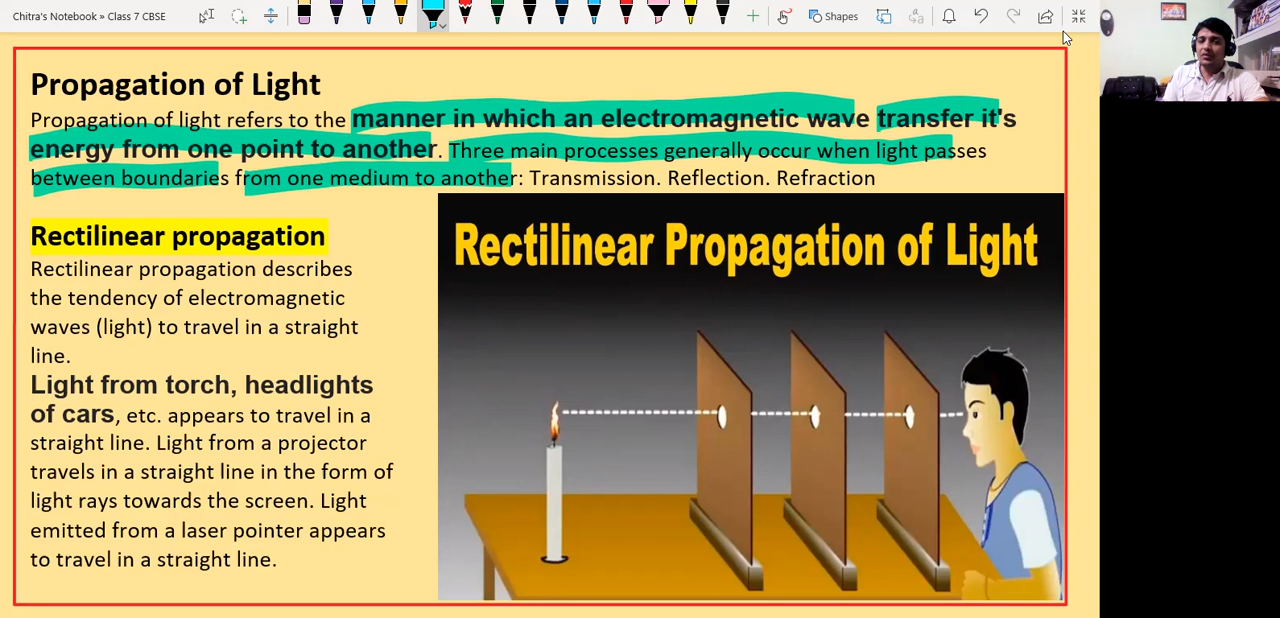 Chitra's Notebook » Class 7 CBSE
Shapes
Propagation of Light
Propagation of light refers to the manner in which an electromagnetic wave transfer it's
energy from one point to another. Three main processes generally occur when light passes
between boundaries from one medium to another: Transmission. Reflection. Refraction
Rectilinear propagation
Rectilinear propagation describes
the tendency of electromagnetic
waves (light) to travel in a straight
line.
Light from torch, headlights
of cars, etc. appears to travel in a
straight line. Light from a projector
travels in a straight line in the form of
light rays towards the screen. Light
emitted from a laser pointer appears
to travel in a straight line.
Rectilinear Propagation of Light